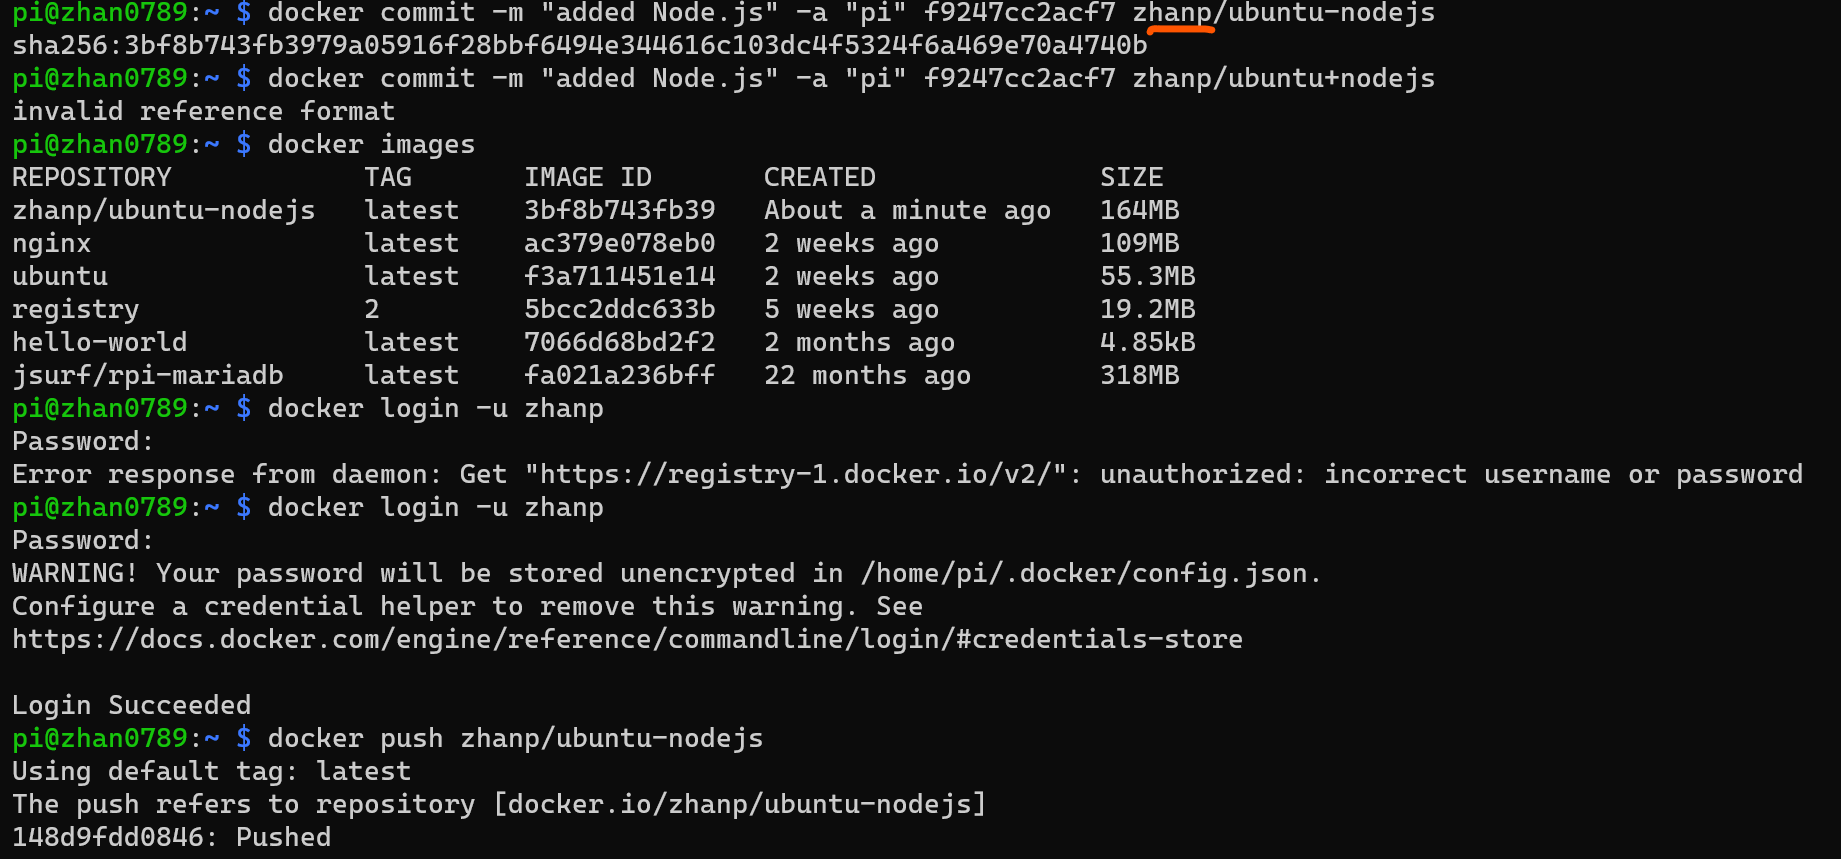 pi@zhan0789:~ $ docker commit -m "added Node.js" -a "pi" f9247cc2acf7 zhanp/ubuntu-nodejs
sha256:3bf8b743fb3979a05916f28bbf6494e344616c103dc4f5324f6a469e70a4740b
pi@zhan0789:~ $ docker commit -m "added Node.js" -a "pi" f9247cc2acf7 zhanp/ubuntu+nodejs
invalid reference format
pi@zhan0789:~ $ docker images
REPOSITORY TAG IMAGE ID CREATED SIZE
zhanp/ubuntu-nodejs latest 3bf8b743fb39 About a minute ago 164MB
nginx latest ac379e078eb0 2 weeks ago 109MB
ubuntu latest f3a711451e14 2 weeks ago 55.3MB
registry 2 5bcc2ddc633b 5 weeks ago 19.2MB
hello-world latest 7066d68bd2f2 2 months ago 4.85kB
jsurf/rpi-mariadb latest fa021a236bff 22 months ago 318MB
pi@zhan0789:~ $ docker login -u zhanp
Password:
Error response from daemon: Get "https://registry-1.docker.io/v2/": unauthorized: incorrect username or password
pi@zhan0789:~ $ docker login -u zhanp
Password:
WARNING! Your password will be stored unencrypted in /home/pi/.docker/config.json.
Configure a credential helper to remove this warning. See
https://docs.docker.com/engine/reference/commandline/login/#credentials-store
Login Succeeded
pi@zhan0789:~ $ docker push zhanp/ubuntu-nodejs
Using default tag: latest
The push refers to repository [docker.io/zhanp/ubuntu-nodejs]
148d9fdd0846: Pushed